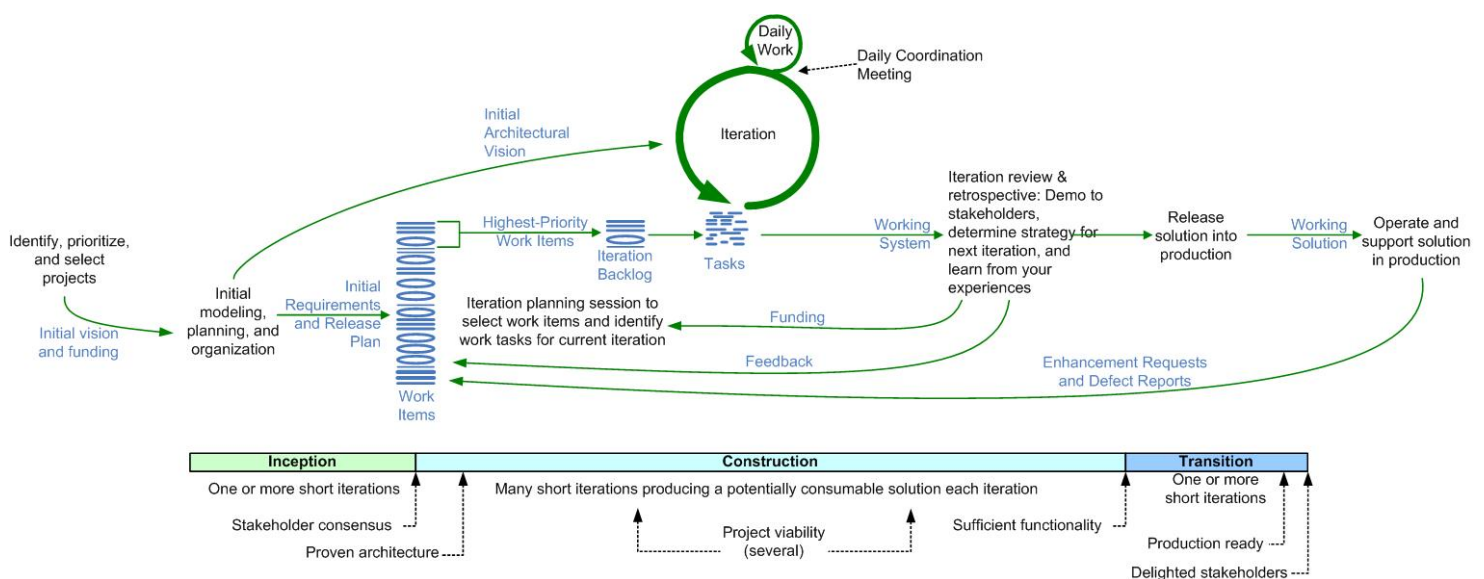 Daily
Work
Daily Coordination
Meeting
Initial
Architectural
Vision
Iteration
Identify, prioritize,
and select
projects
Initial vision
and funding
Initial
modeling,
planning, and
organization
Initial
Requirements
and Release
Plan
Work
Items
Highest-Priority
Work Items
Iteration
Backlog
Tasks
Working
System
Iteration review &
retrospective: Demo to
stakeholders,
determine strategy for
next iteration, and
learn from your
experiences
Release
solution into
production
Working
Solution
Operate and
support solution
in production
Iteration planning session to
select work items and identify
work tasks for current iteration
Funding
Feedback
Enhancement Requests
and Defect Reports
Inception
Construction
Transition
One or more short iterations
Many short iterations producing a potentially consumable solution each iteration
One or more
short iterations
Stakeholder consensus
Proven architecture
Project viability
(several)
Sufficient functionality
Production ready
Delighted stakeholders